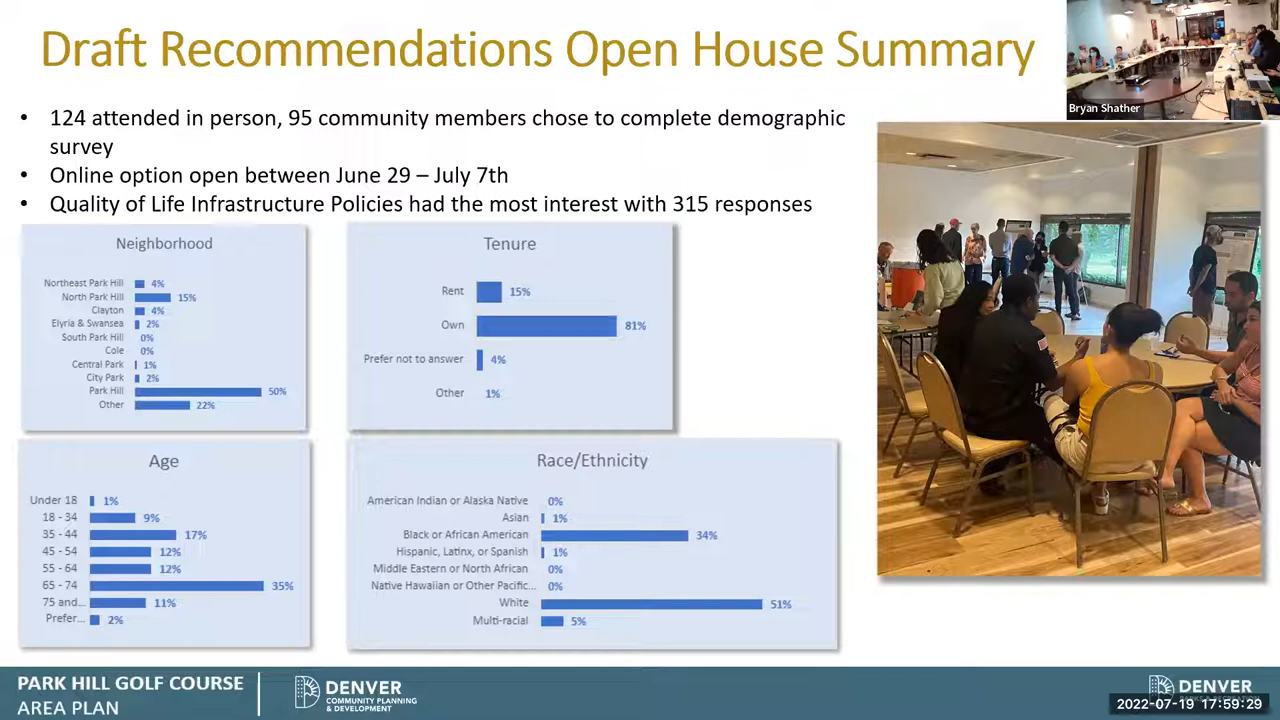 Draft Recommendations Open House Summary
Bryan Shather
• 124 attended in person, 95 community members chose to complete demographic
survey
• Online option open between June 29 – July 7th
• Quality of Life Infrastructure Policies had the most interest with 315 responses
Neighborhood
Northeast Park Hill 4%
North Park Hill 15%
Clayton 4%
Elyria & Swansea 2%
South Park Hill 0%
Cole 0%
Central Park 1%
City Park 2%
Park Hill 50%
Other 22%
Tenure
Rent 15%
Own 81%
Prefer not to answer 4%
Other 1%
Age
Under 18 1%
18 - 34 9%
35 - 44 17%
45 - 54 12%
55 - 64 12%
65 - 74 35%
75 and... 11%
Prefer... 2%
Race/Ethnicity
American Indian or Alaska Native 0%
Asian 1%
Black or African American 34%
Hispanic, Latinx, or Spanish 1%
Middle Eastern or North African 0%
Native Hawaiian or Other Pacific... 0%
White 51%
Multi-racial 5%
PARK HILL GOLF COURSE
AREA PLAN
DENVER
COMMUNITY PLANNING
& DEVELOPMENT
DENVER
2022-07-19 17:59:29